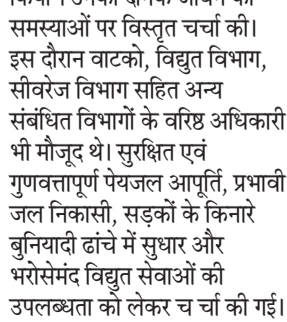 समस्याओं पर विस्तृत चर्चा की।
इस दौरान वाटको, विद्युत विभाग,
सीवरेज विभाग सहित अन्य
संबंधित विभागों के वरिष्ठ अधिकारी
भी मौजूद थे। सुरक्षित एवं
गुणवत्तापूर्ण पेयजल आपूर्ति, प्रभावी
जल निकासी, सड़कों के किनारे
बुनियादी ढांचे में सुधार और
भरोसेमंद विद्युत सेवाओं की
उपलब्धता को लेकर च र्चा की गई।